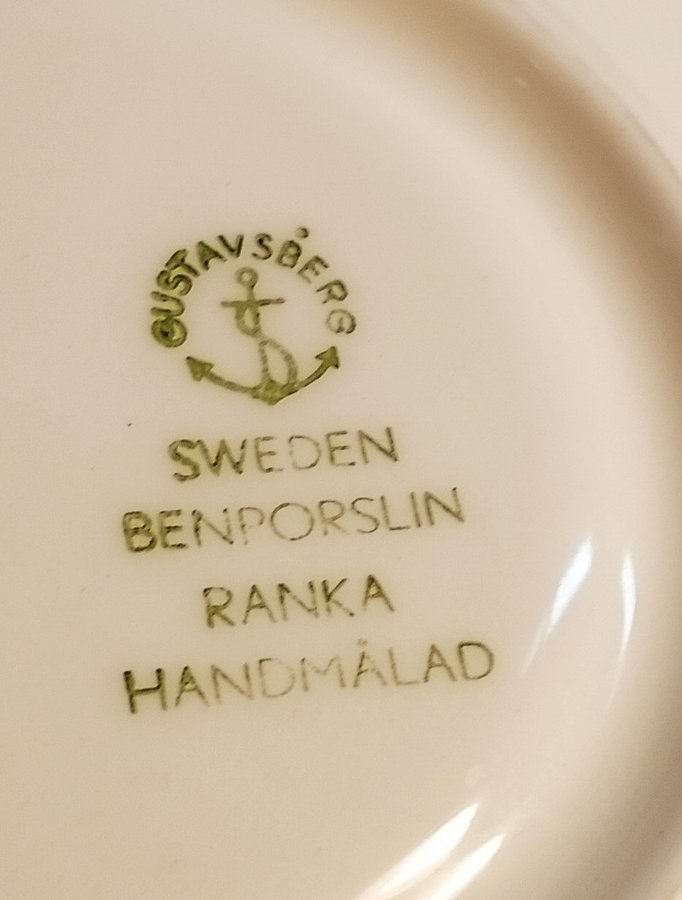 GUSTAVSBERG
SWEDEN
BENPORSLIN
RANKA
HANDMÅLAD